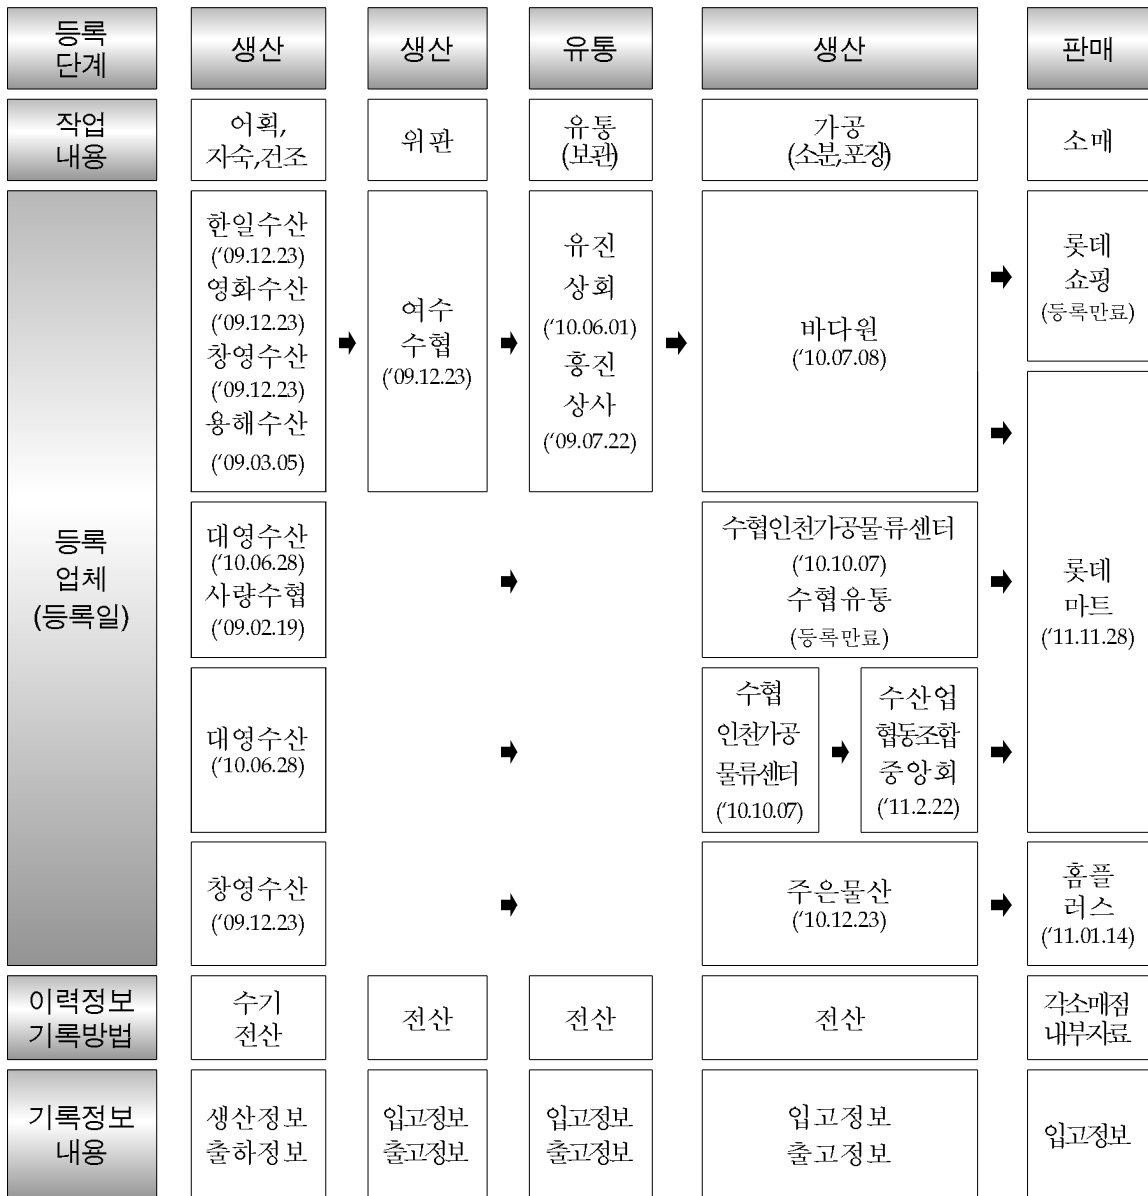 등록
단계
생산
생산
유통
생산
판매
작업
내용
어획,
자숙,건조
위판
유통
(보관)
가공
(소분,포장)
소매
등록
업체
(등록일)
한일수산
('09.12.23)
영화수산
('09.12.23)
창영수산
('09.12.23)
용해수산
('09.03.05)
여수
수협
('09.12.23)
유진
상회
('10.06.01)
홍진
상사
('09.07.22)
바다원
('10.07.08)
롯데
쇼핑
(등록만료)
대영수산
('10.06.28)
사량수협
('09.02.19)
수협인천가공물류센터
('10.10.07)
수협유통
(등록만료)
롯데
마트
('11.11.28)
대영수산
('10.06.28)
수협
인천가공
물류센터
('10.10.07)
수산업
협동조합
중앙회
('11.2.22)
창영수산
('09.12.23)
주은물산
('10.12.23)
홈플
러스
('11.01.14)
이력정보
기록방법
수기
전산
전산
전산
전산
각소매점
내부자료
기록정보
내용
생산정보
출하정보
입고정보
출고정보
입고정보
출고정보
입고정보
출고정보
입고정보